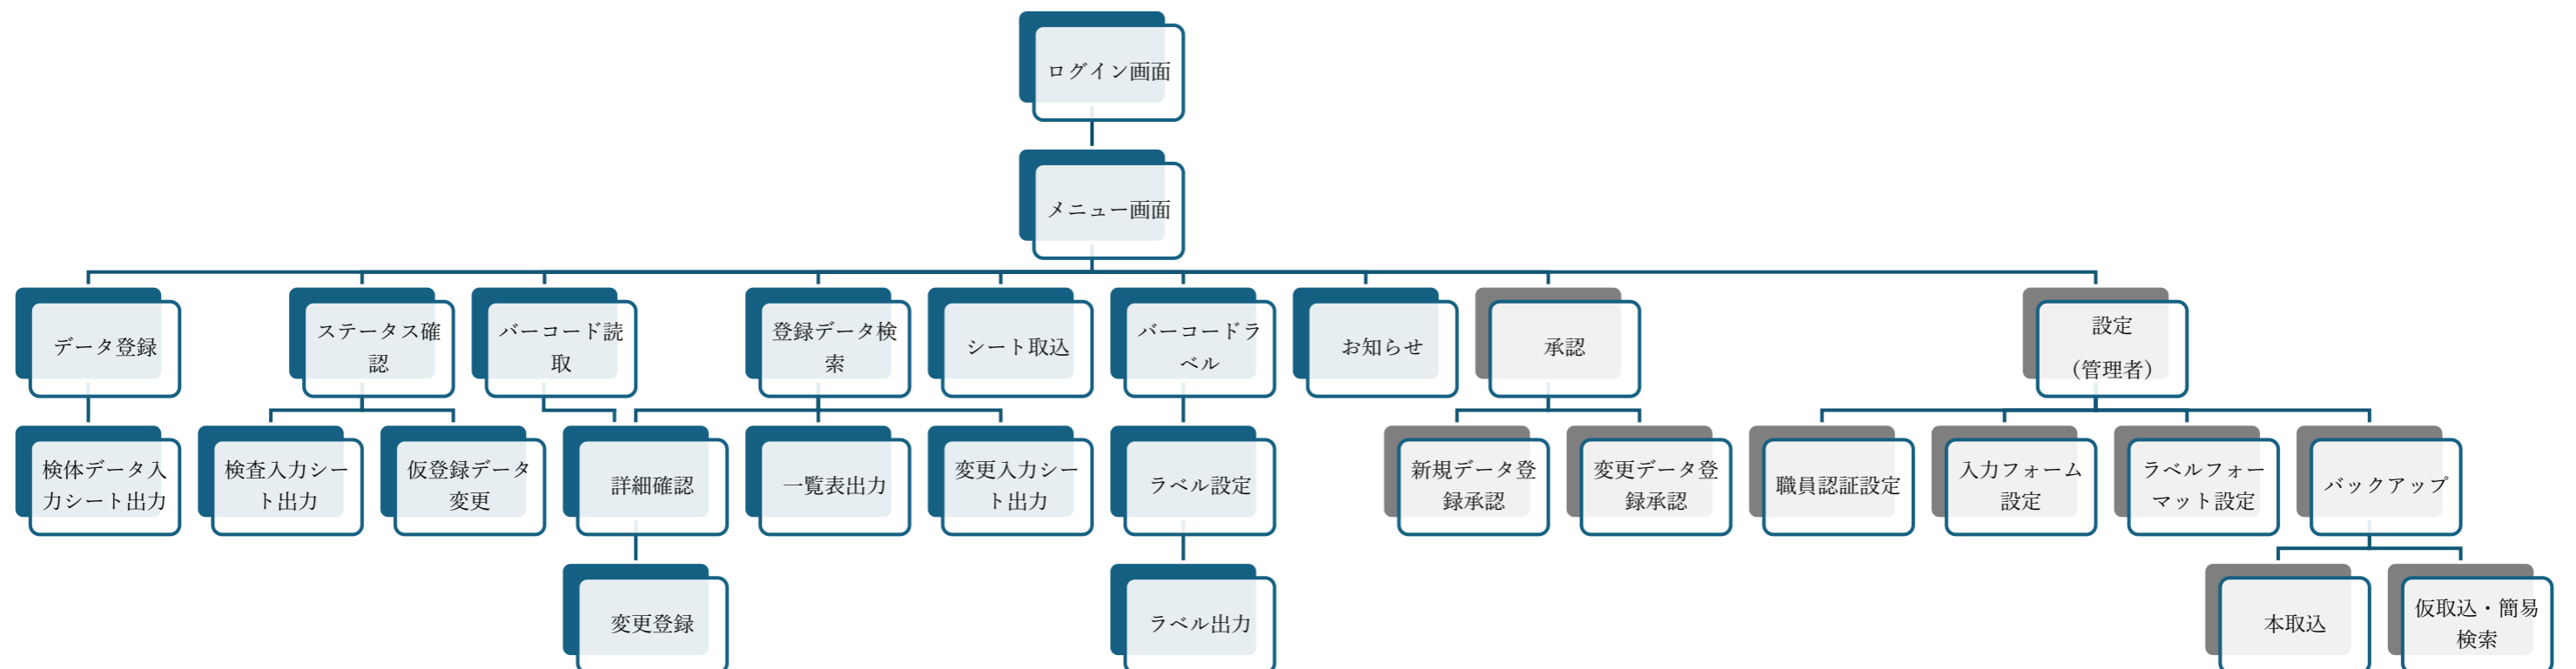 ログイン画面
メニュー画面
データ登録
ステータス確
認
バーコード読
取
登録データ検
索
シート取込
バーコードラ
ベル
お知らせ
承認
設定
（管理者）
検体データ入
力シート出力
検査入力シー
ト出力
仮登録データ
変更
詳細確認
一覧表出力
変更入力シー
ト出力
ラベル設定
新規データ登
録承認
変更データ登
録承認
職員認証設定
入力フォーム
設定
ラベルフォー
マット設定
バックアップ
変更登録
ラベル出力
本取込
仮取込・簡易
検索